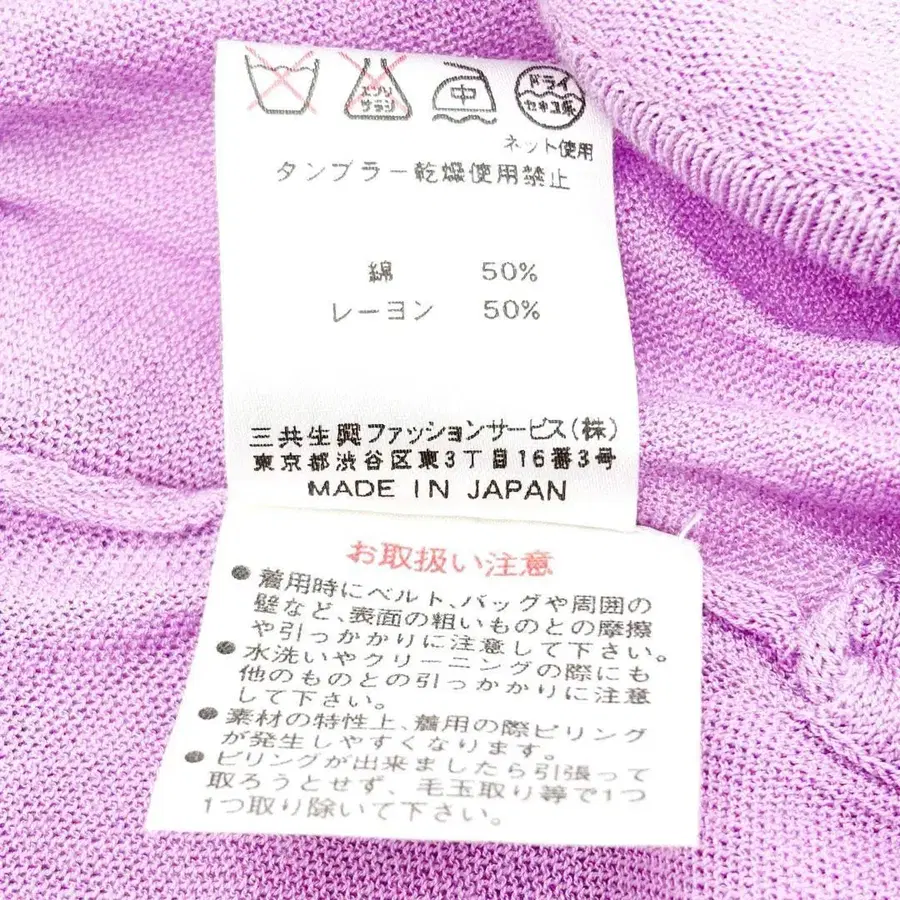 エンソ
サラシ
中
ドライ
セキユ系
ネット使用
タンブラー乾燥使用禁止
綿 50%
レーヨン 50%
三共生興ファッションサービス(株)
東京都渋谷区東3丁目16番3号
MADE IN JAPAN
お取扱い注意
● 着用時にベルト、バッグや周囲の
壁など、表面の粗いものとの摩擦
や引っかかりに注意して下さい。
● 水洗いやクリーニングの際にも
他のものとの引っかかりに注意
して下さい。
● 素材の特性上、着用の際ピリング
が発生しやすくなります。
● ピリングが出来ましたら引張って
取ろうとせず、毛玉取り等で1つ
1つ取り除いて下さい。